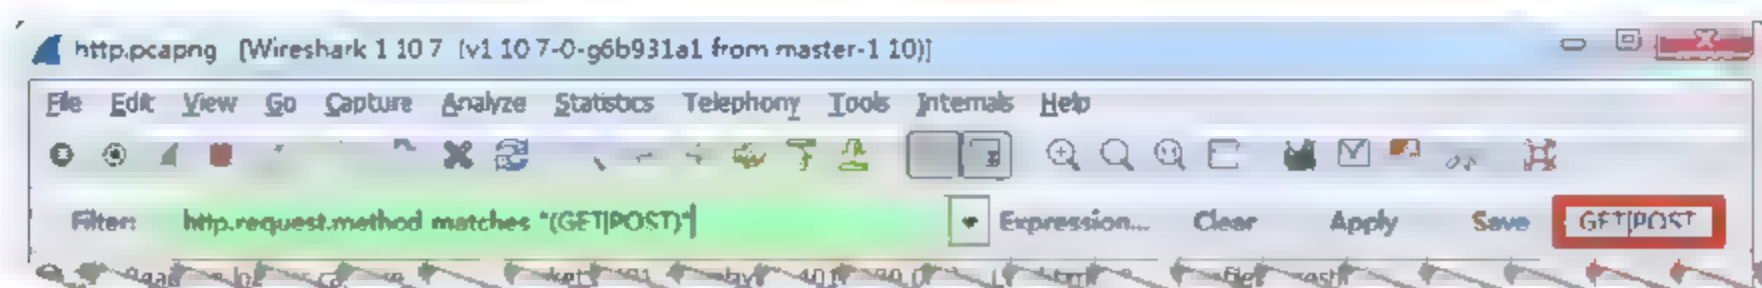 http.pcapng [Wireshark 1.10.7 (v1.10.7-0-g6b931a1 from master-1.10)]
File Edit View Go Capture Analyze Statistics Telephony Tools Internals Help
Filter: http.request.method matches "(GET|POST)" Expression... Clear Apply Save GET|POST